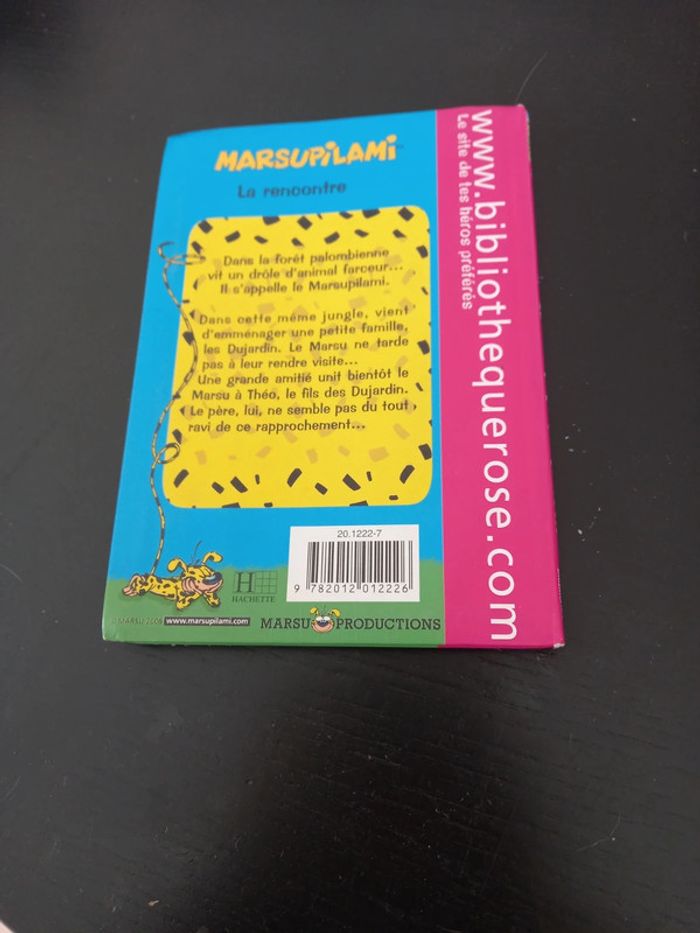 MARSUPiLAMi
La rencontre
Dans la forêt palombienne
vit un drôle d'animal farceur...
Il s'appelle le Marsupilami.
Dans cette même jungle, vient
d'emménager une petite famille,
les Dujardin. Le Marsu ne tarde
pas à leur rendre visite...
Une grande amitié unit bientôt le
Marsu à Théo, le fils des Dujardin.
Le père, lui, ne semble pas du tout
ravi de ce rapprochement...
20.1222-7
9 782012 012226
H
HACHETTE
© MARSU 2006 www.marsupilami.com
MARSU PRODUCTIONS
www.bibliothequerose.com
Le site de tes héros préférés